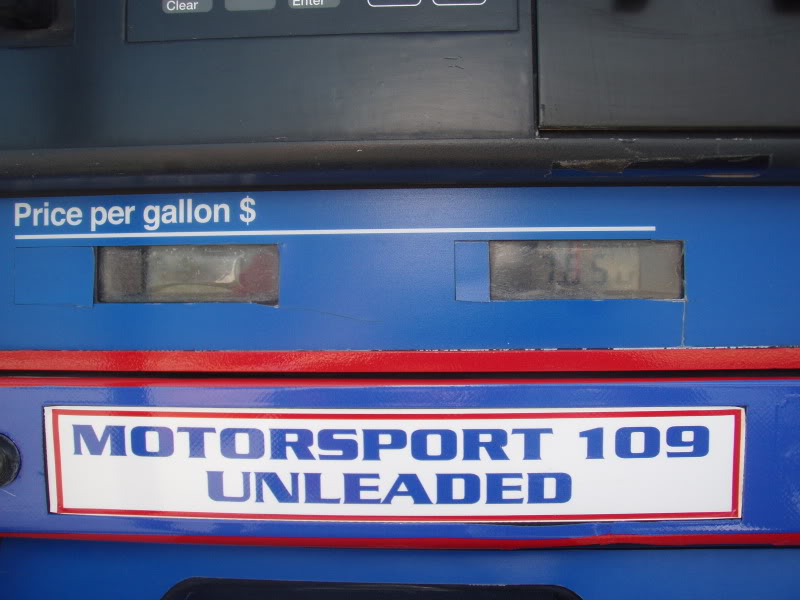 Clear
Enter
Price per gallon $
MOTORSPORT 109
UNLEADED